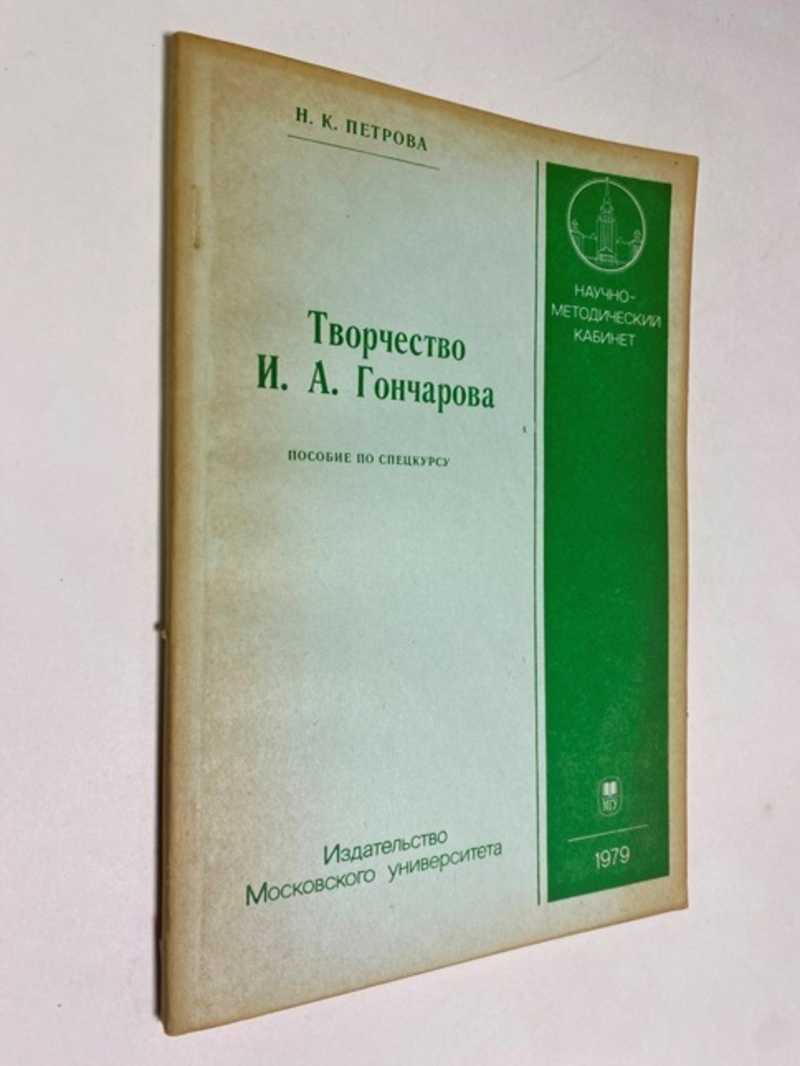 Н. К. ПЕТРОВА
Творчество
И. А. Гончарова
ПОСОБИЕ ПО СПЕЦКУРСУ
Издательство
Московского университета
НАУЧНО-
МЕТОДИЧЕСКИЙ
КАБИНЕТ
МГУ
1979